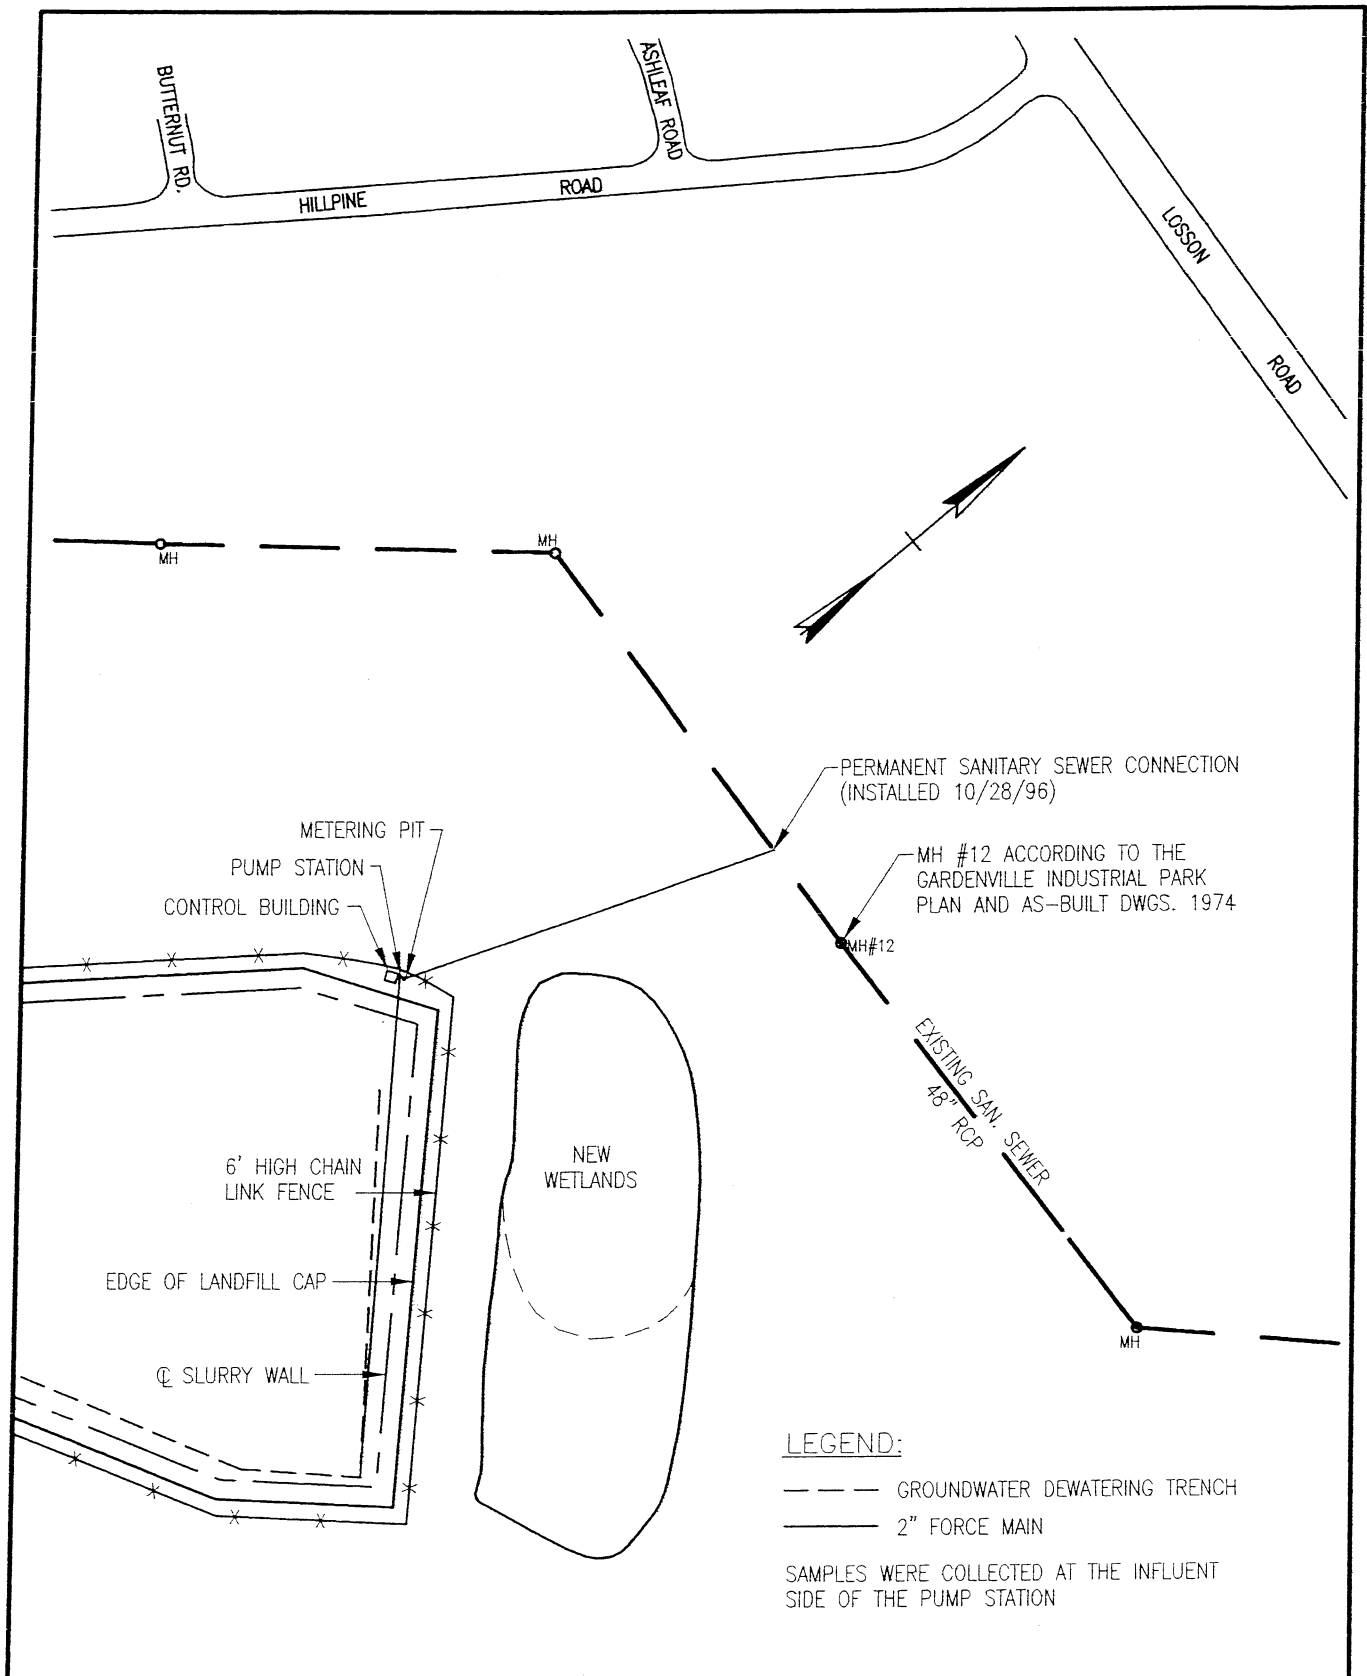 BUTTERNUT RD.
ASHLEAF ROAD
HILLPINE ROAD
LOSSON ROAD
MH
MH
PERMANENT SANITARY SEWER CONNECTION
(INSTALLED 10/28/96)
METERING PIT
PUMP STATION
CONTROL BUILDING
MH #12 ACCORDING TO THE
GARDENVILLE INDUSTRIAL PARK
PLAN AND AS-BUILT DWGS. 1974
MH#12
EXISTING SAN. SEWER
48" RCP
NEW
WETLANDS
6' HIGH CHAIN
LINK FENCE
EDGE OF LANDFILL CAP
℄ SLURRY WALL
MH
LEGEND:
GROUNDWATER DEWATERING TRENCH
2" FORCE MAIN
SAMPLES WERE COLLECTED AT THE INFLUENT
SIDE OF THE PUMP STATION